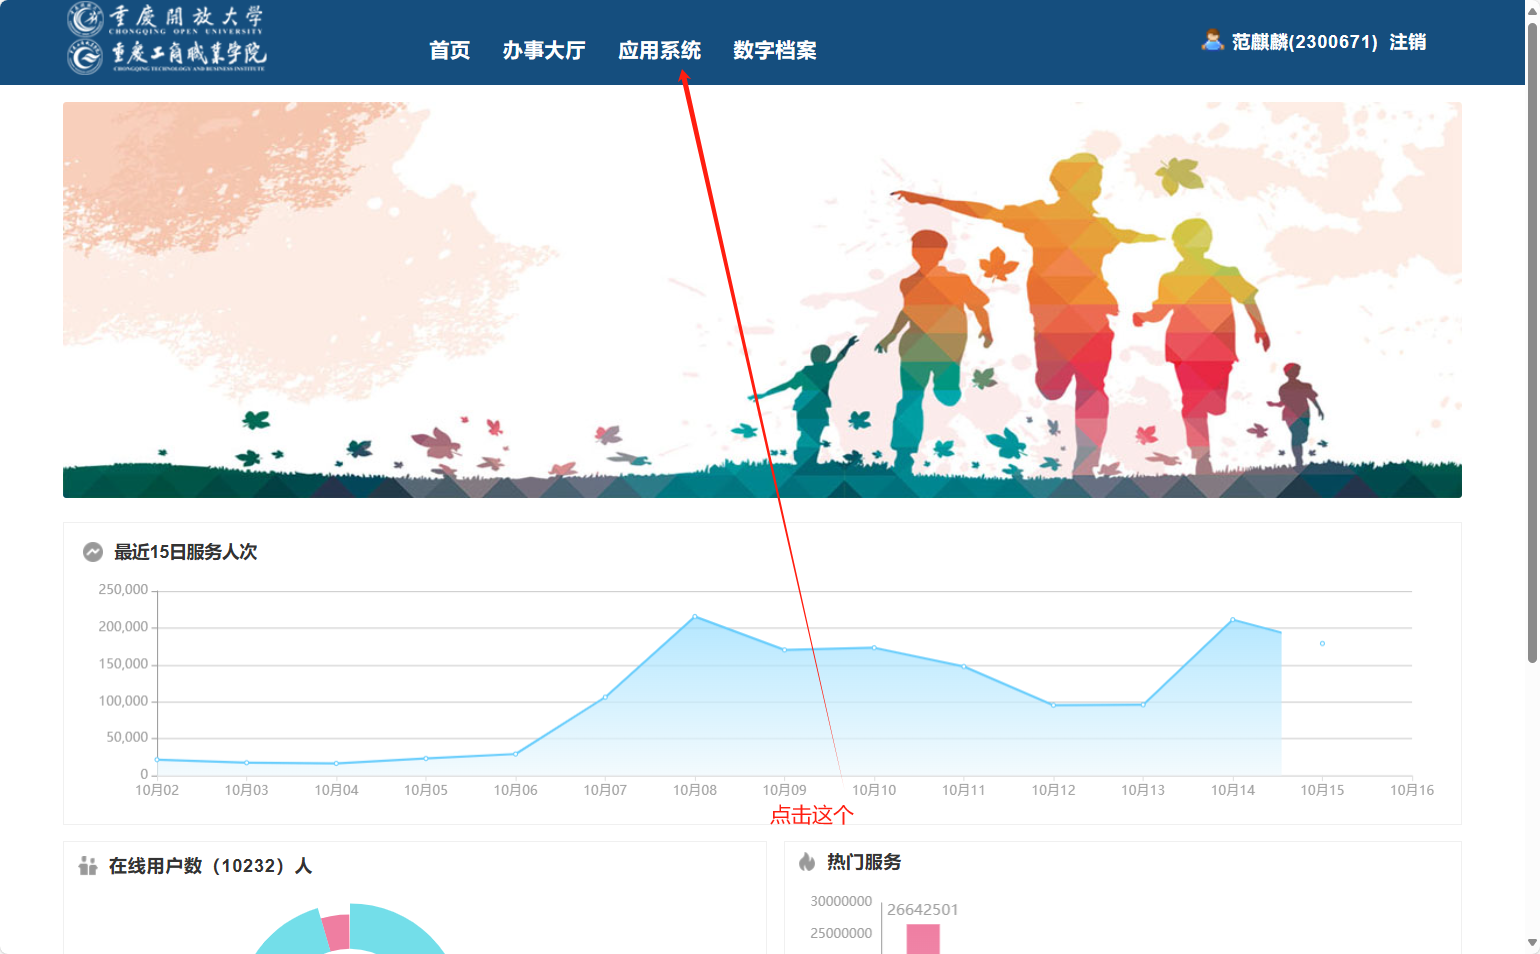 重庆開放大学
CHONGQING OPEN UNIVERSITY
重庆工商職業学院
CHONGQING TECHNOLOGY AND BUSINESS INSTITUTE
首页 办事大厅 应用系统 数字档案
范麒麟(2300671) 注销
最近15日服务人次
250,000
200,000
150,000
100,000
50,000
0
10月02 10月03 10月04 10月05 10月06 10月07 10月08 10月09 10月10 10月11 10月12 10月13 10月14 10月15 10月16
点击这个
在线用户数（10232）人
热门服务
30000000
26642501
25000000